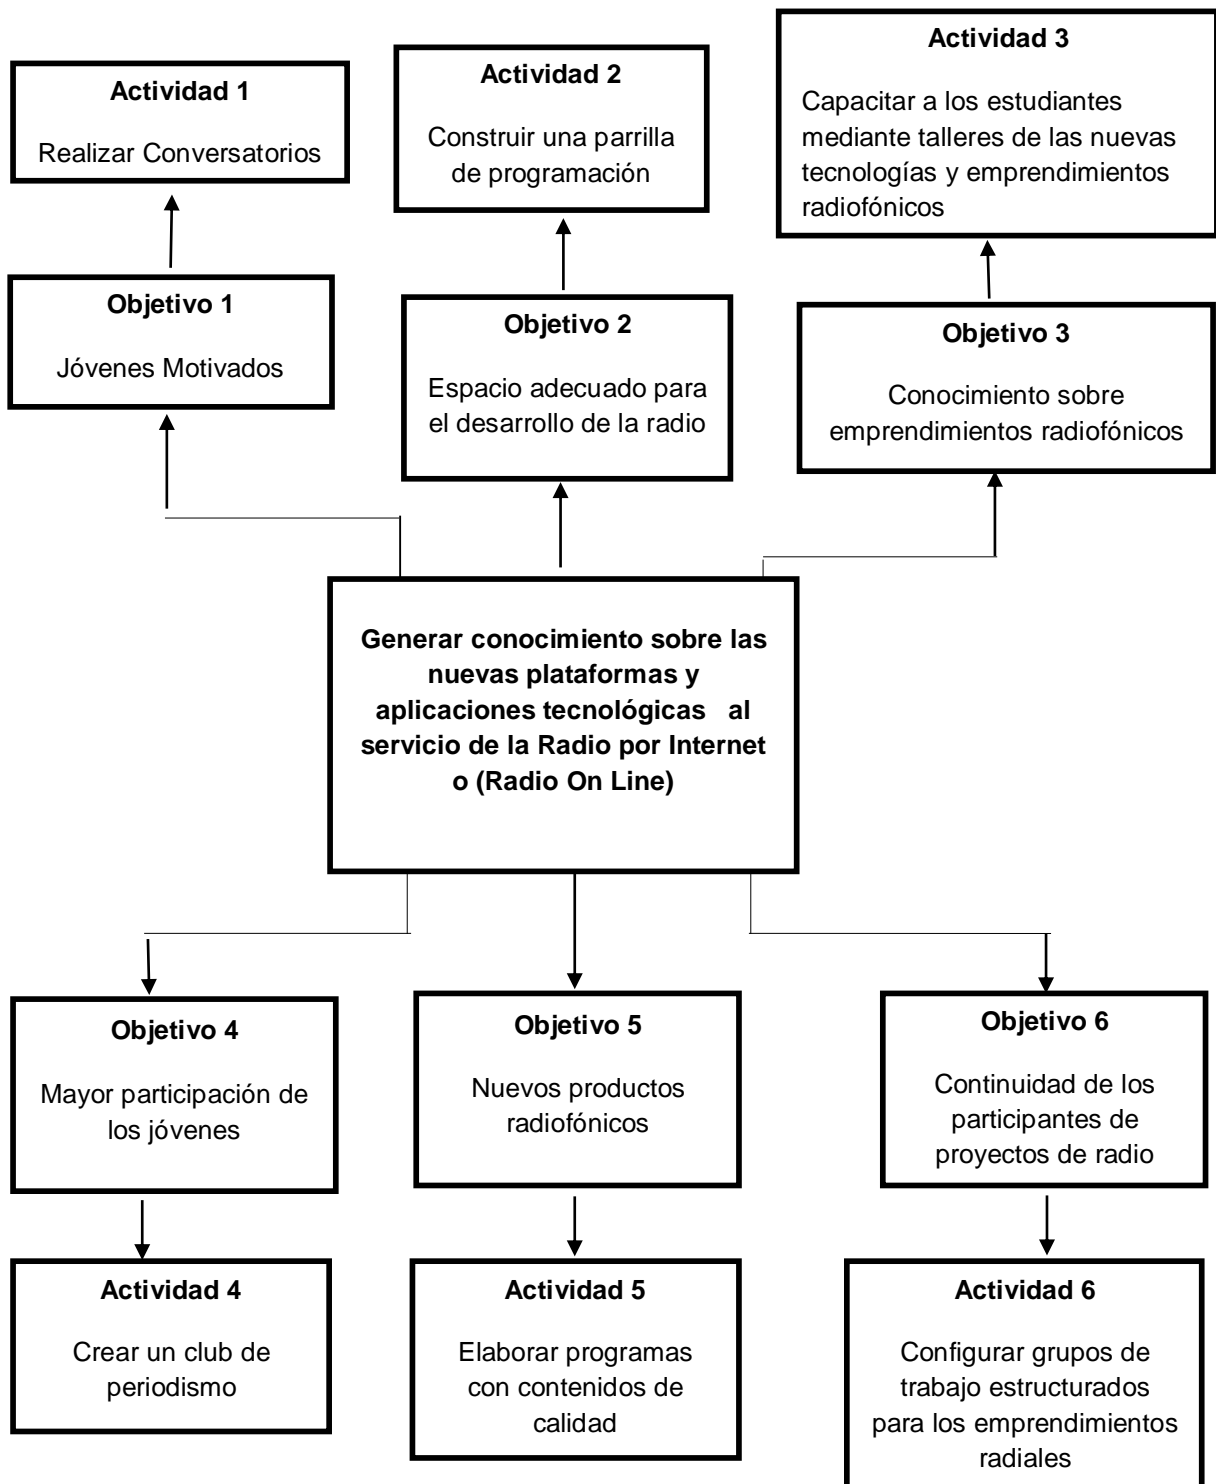 Actividad 1
Realizar Conversatorios
Actividad 2
Construir una parrilla
de programación
Actividad 3
Capacitar a los estudiantes
mediante talleres de las nuevas
tecnologías y emprendimientos
radiofónicos
Objetivo 1
Jóvenes Motivados
Objetivo 2
Espacio adecuado para
el desarrollo de la radio
Objetivo 3
Conocimiento sobre
emprendimientos radiofónicos
Generar conocimiento sobre las
nuevas plataformas y
aplicaciones tecnológicas   al
servicio de la Radio por Internet
o (Radio On Line)
Objetivo 4
Mayor participación de
los jóvenes
Objetivo 5
Nuevos productos
radiofónicos
Objetivo 6
Continuidad de los
participantes de
proyectos de radio
Actividad 4
Crear un club de
periodismo
Actividad 5
Elaborar programas
con contenidos de
calidad
Actividad 6
Configurar grupos de
trabajo estructurados
para los emprendimientos
radiales